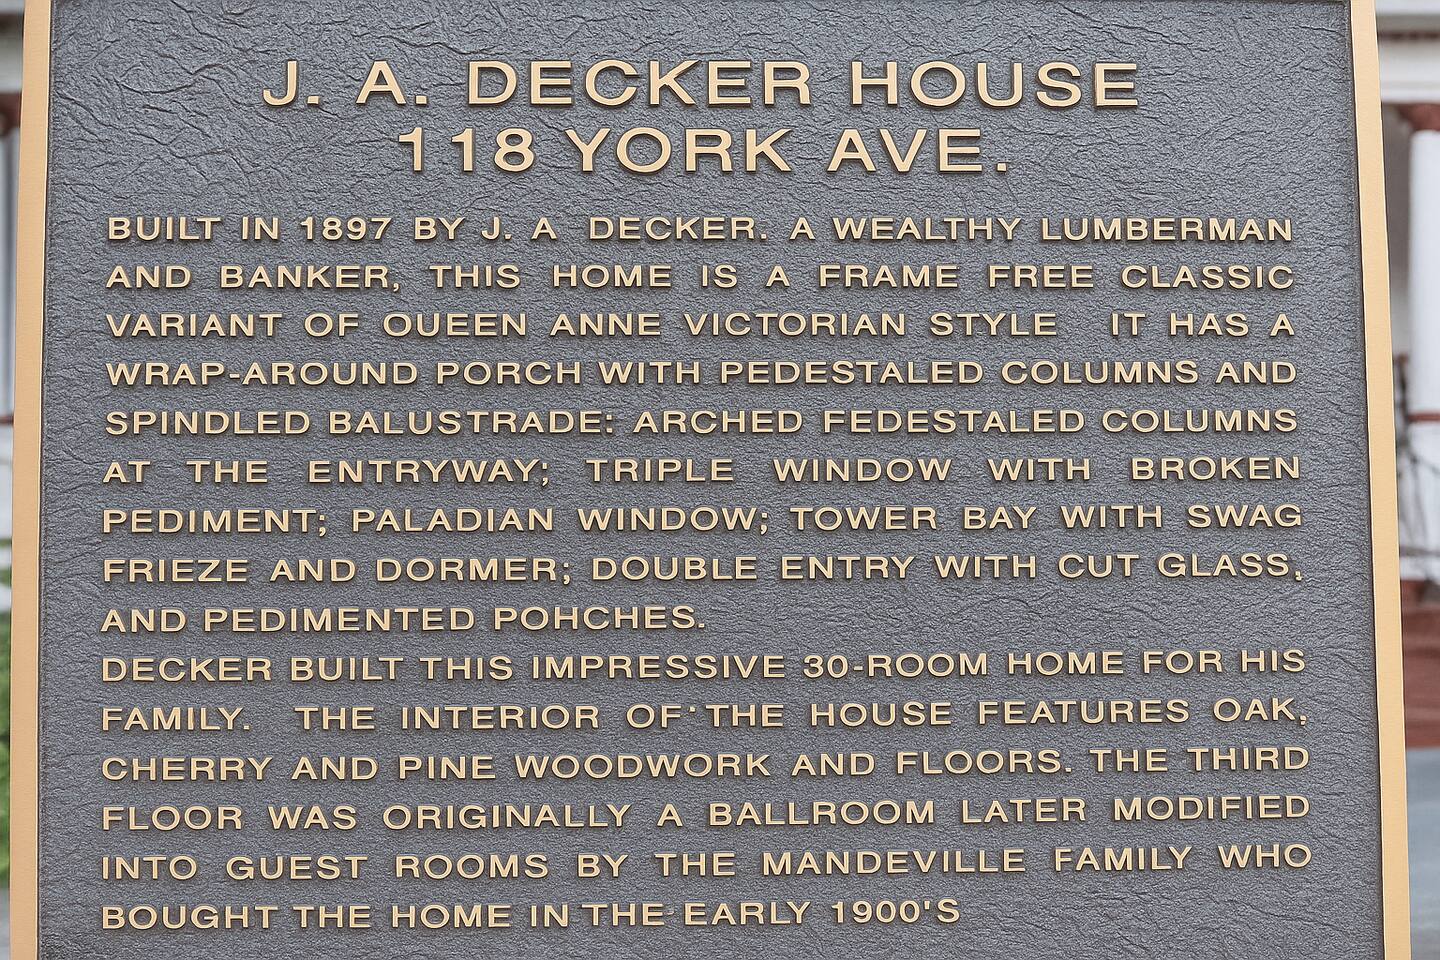 J. A. DECKER HOUSE
118 YORK AVE.
BUILT IN 1897 BY J. A DECKER. A WEALTHY LUMBERMAN
AND BANKER, THIS HOME IS A FRAME FREE CLASSIC
VARIANT OF OUEEN ANNE VICTORIAN STYLE IT HAS A
WRAP-AROUND PORCH WITH PEDESTALED COLUMNS AND
SPINDLED BALUSTRADE: ARCHED FEDESTALED COLUMNS
AT THE ENTRYWAY; TRIPLE WINDOW WITH BROKEN
PEDIMENT; PALADIAN WINDOW; TOWER BAY WITH SWAG
FRIEZE AND DORMER; DOUBLE ENTRY WITH CUT GLASS,
AND PEDIMENTED POHCHES.
DECKER BUILT THIS IMPRESSIVE 30-ROOM HOME FOR HIS
FAMILY. THE INTERIOR OF THE HOUSE FEATURES OAK,
CHERRY AND PINE WOODWORK AND FLOORS. THE THIRD
FLOOR WAS ORIGINALLY A BALLROOM LATER MODIFIED
INTO GUEST ROOMS BY THE MANDEVILLE FAMILY WHO
BOUGHT THE HOME IN THE EARLY 1900'S